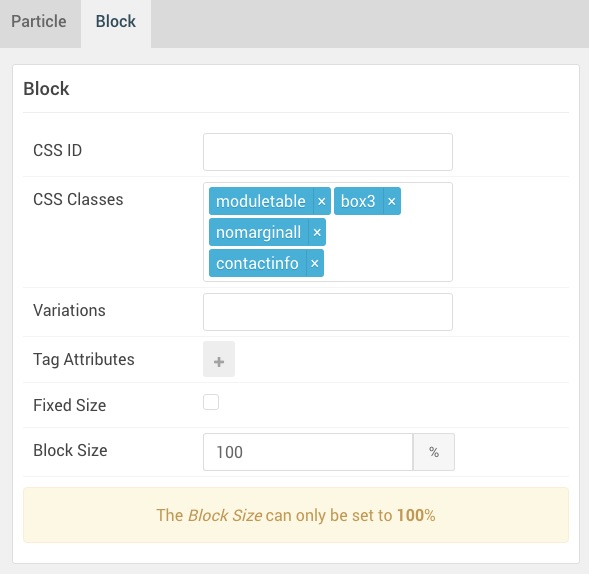 Particle Block
Block
CSS ID
CSS Classes moduletable × box3 ×
nomarginall ×
contactinfo ×
Variations
Tag Attributes +
Fixed Size
Block Size 100 %
The Block Size can only be set to 100%